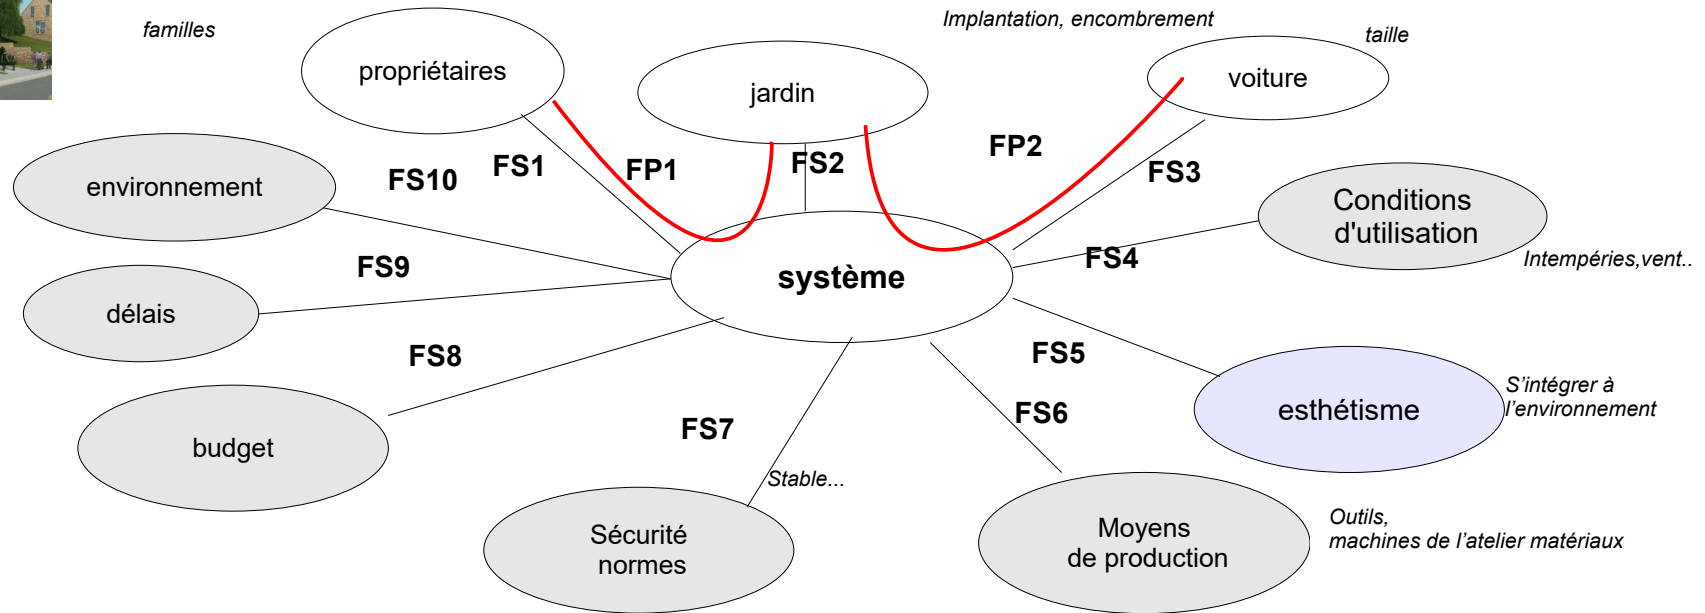 familles
Implantation, encombrement
taille
propriétaires
jardin
voiture
FS10
FS1
FP1
FS2
FP2
FS3
environnement
Conditions
d'utilisation
Intempéries,vent..
FS9
système
FS4
délais
FS8
FS5
esthétisme
S'intégrer à
l'environnement
FS7
FS6
budget
Stable...
Sécurité
normes
Moyens
de production
Outils,
machines de l'atelier matériaux